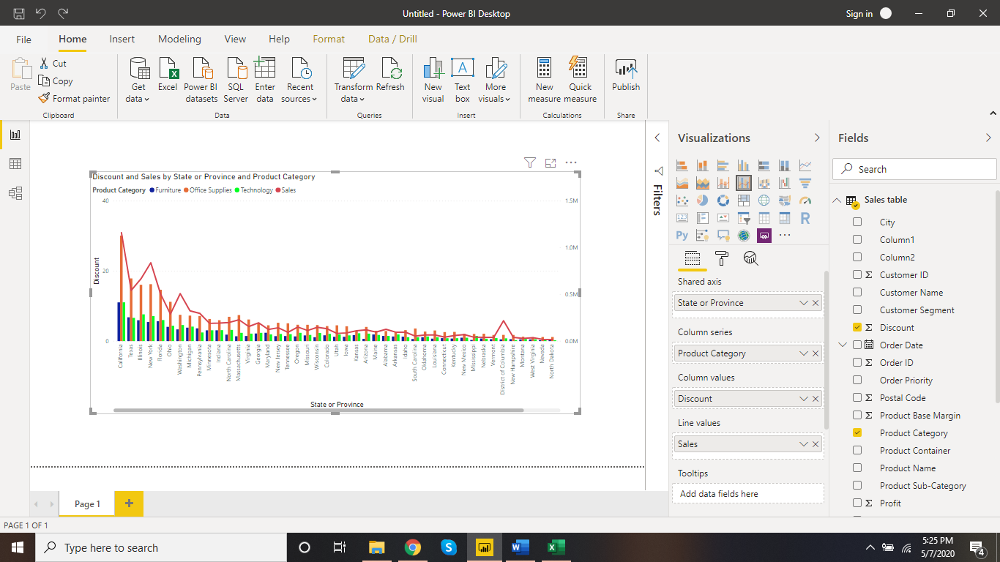 Untitled - Power BI Desktop
Sign in
File Home Insert Modeling View Help Format Data / Drill
Paste
Cut
Copy
Format painter
Clipboard
Get data
Excel
Power BI datasets
SQL Server
Enter data
Recent sources
Data
Transform data
Refresh
Queries
New visual
Text box
More visuals
Insert
New measure
Quick measure
Calculations
Publish
Share
Discount and Sales by State or Province and Product Category
Product Category Furniture Office Supplies Technology Sales
40
20
0
Discount
1.5M
1.0M
0.5M
0.0M
California
Texas
Illinois
New York
Florida
Ohio
Washington
Michigan
Pennsylvania
Minnesota
Indiana
North Carolina
Massachusetts
Virginia
Georgia
Maryland
New Jersey
Tennessee
Oregon
Missouri
Wisconsin
Colorado
Utah
Iowa
Kansas
Arizona
Maine
Alabama
Arkansas
Idaho
South Carolina
Oklahoma
Louisiana
Connecticut
Kentucky
New Mexico
Mississippi
Nebraska
Vermont
District of Columbia
New Hampshire
Montana
West Virginia
Nevada
North Dakota
State or Province
Filters
Visualizations
123
R
Py
Shared axis
State or Province
Column series
Product Category
Column values
Discount
Line values
Sales
Tooltips
Add data fields here
Fields
Search
Sales table
City
Column1
Column2
Σ Customer ID
Customer Name
Customer Segment
Σ Discount
Order Date
Σ Order ID
Order Priority
Σ Postal Code
Σ Product Base Margin
Product Category
Product Container
Product Name
Product Sub-Category
Σ Profit
Page 1
PAGE 1 OF 1
Type here to search
5:25 PM
5/7/2020
4